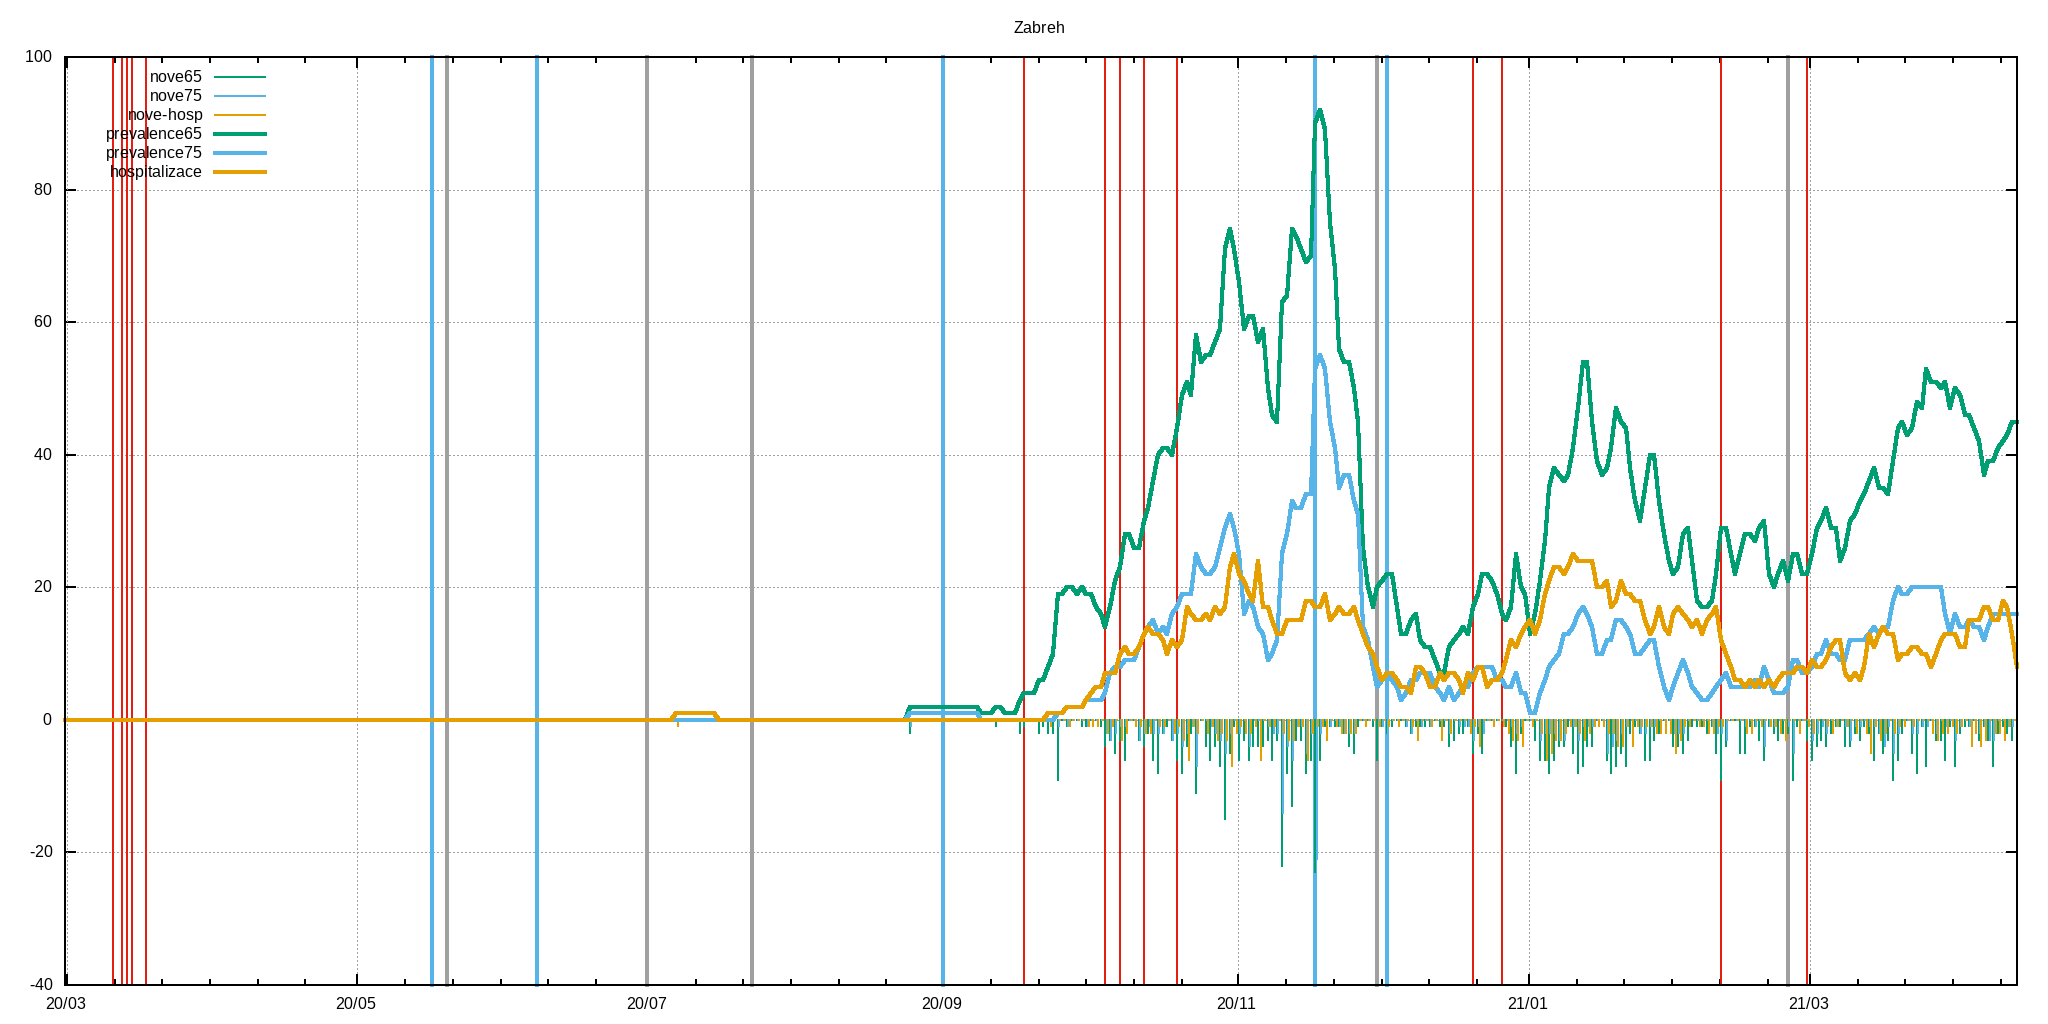 Zabreh
100
80
60
40
20
0
-20
-40
nove65
nove75
nove-hosp
prevalence65
prevalence75
hospitalizace
20/03 20/05 20/07 20/09 20/11 21/01 21/03